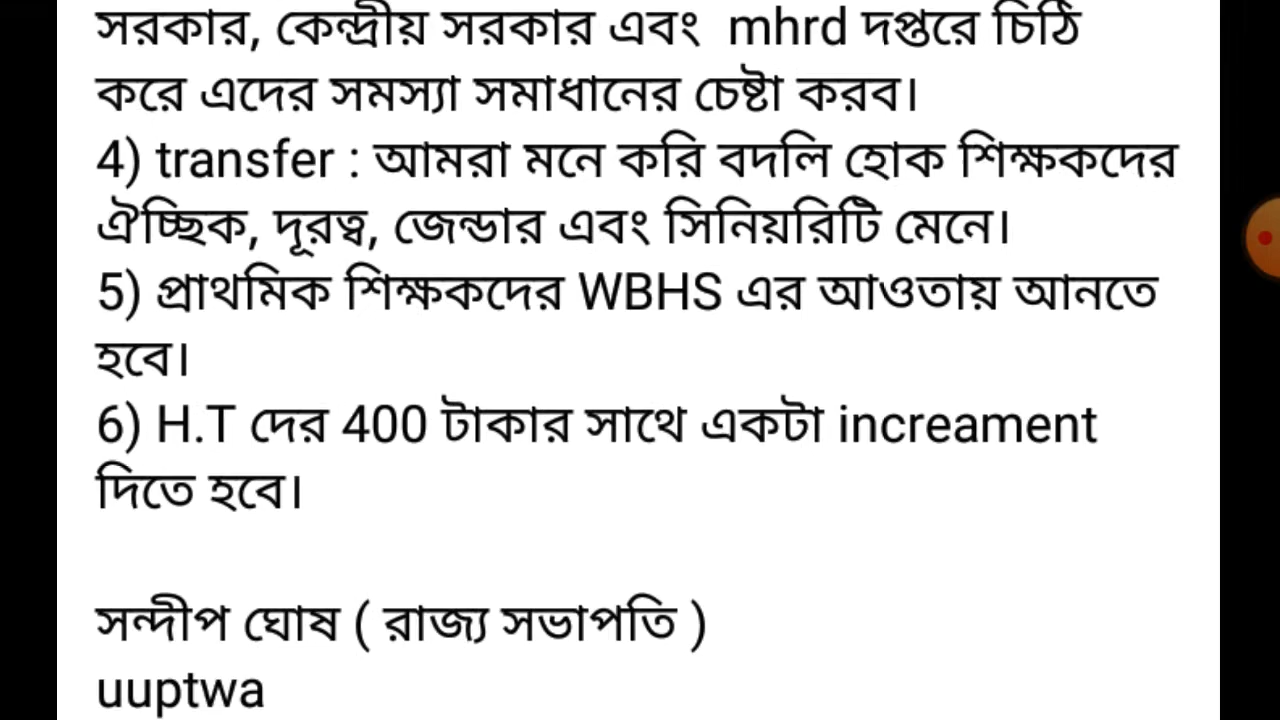 সরকার, কেন্দ্রীয় সরকার এবং mhrd দপ্তরে চিঠি
করে এদের সমস্যা সমাধানের চেষ্টা করব।
4) transfer : আমরা মনে করি বদলি হোক শিক্ষকদের
ঐচ্ছিক, দূরত্ব, জেন্ডার এবং সিনিয়রিটি মেনে।
5) প্রাথমিক শিক্ষকদের WBHS এর আওতায় আনতে
হবে।
6) H.T দের 400 টাকার সাথে একটা increament
দিতে হবে।
সন্দীপ ঘোষ ( রাজ্য সভাপতি )
uuptwa